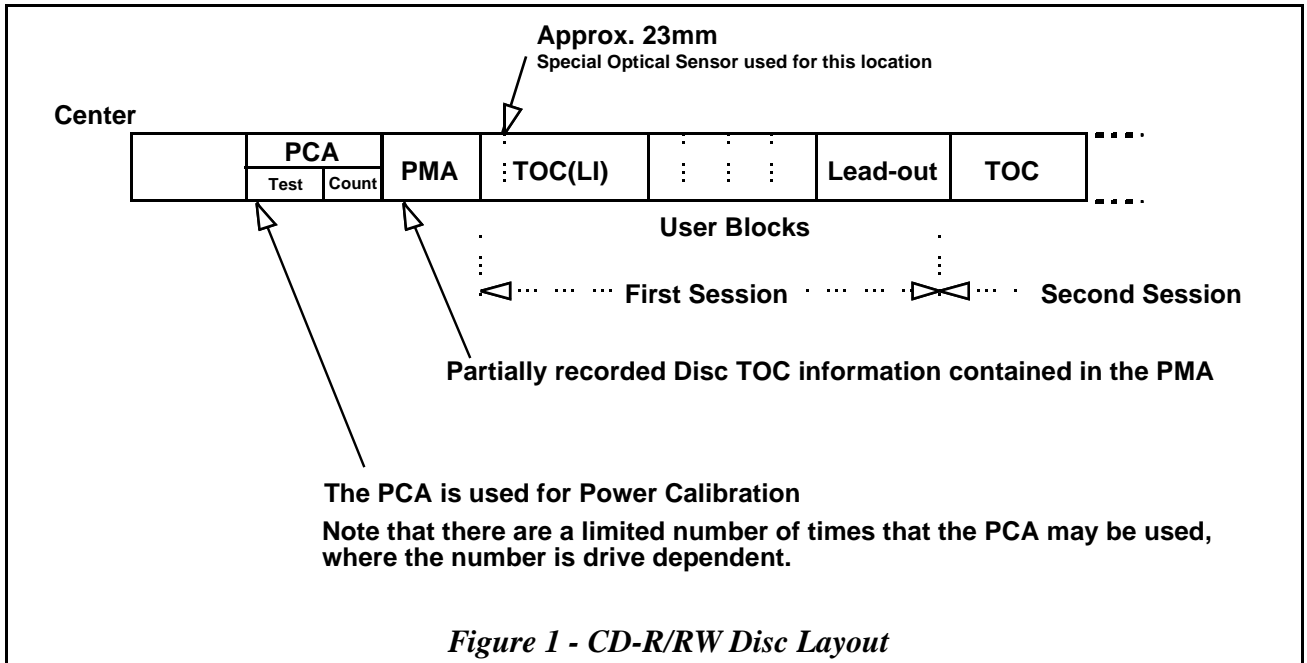 Approx. 23mm
Special Optical Sensor used for this location
Center
PCA
Test
Count
PMA
TOC(LI)
Lead-out
TOC
User Blocks
First Session
Second Session
Partially recorded Disc TOC information contained in the PMA
The PCA is used for Power Calibration
Note that there are a limited number of times that the PCA may be used,
where the number is drive dependent.
Figure 1 - CD-R/RW Disc Layout